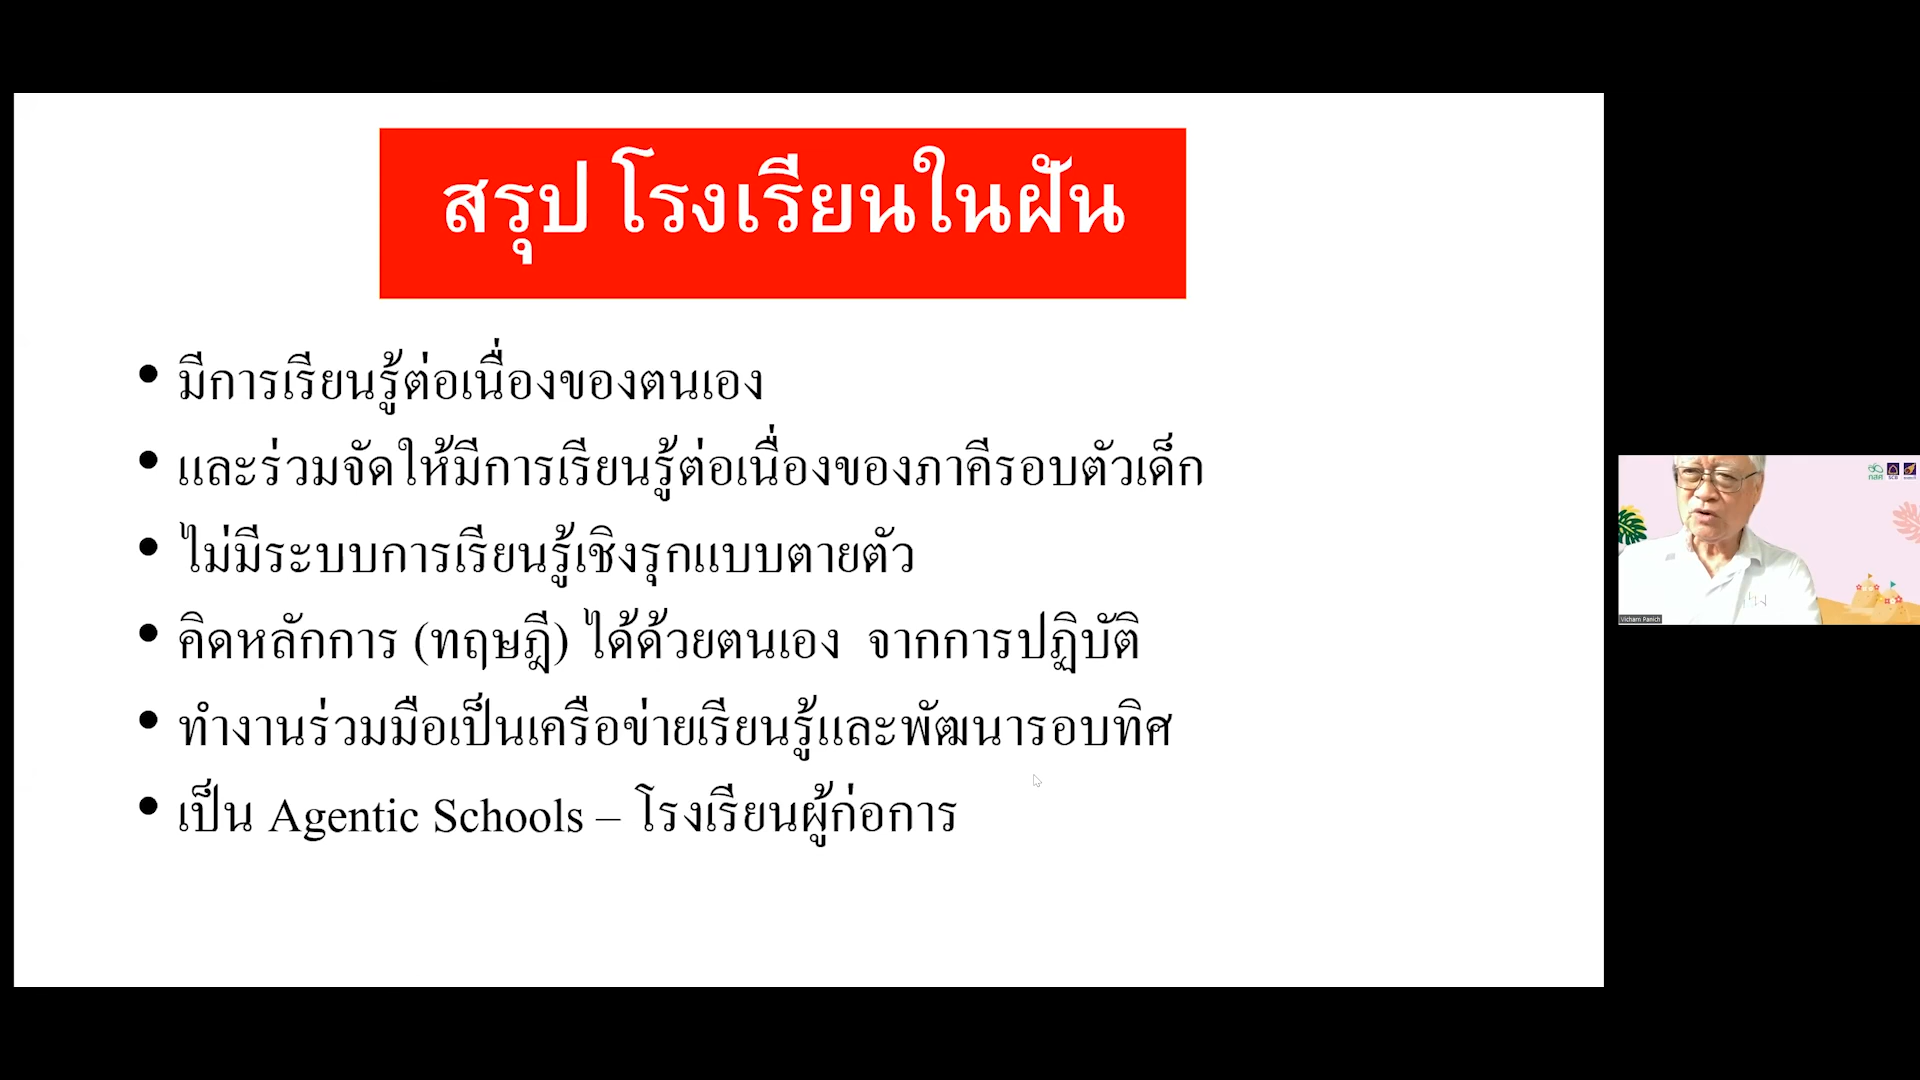 สรุป โรงเรียนในฝัน
• มีการเรียนรู้ต่อเนื่องของตนเอง
• และร่วมจัดให้มีการเรียนรู้ต่อเนื่องของภาคีรอบตัวเด็ก
• ไม่มีระบบการเรียนรู้เชิงรุกแบบตายตัว
• คิดหลักการ (ทฤษฎี) ได้ด้วยตนเอง จากการปฏิบัติ
• ทำงานร่วมมือเป็นเครือข่ายเรียนรู้และพัฒนารอบทิศ
• เป็น Agentic Schools – โรงเรียนผู้ก่อการ
กสศ SCB
Vicharn Panich